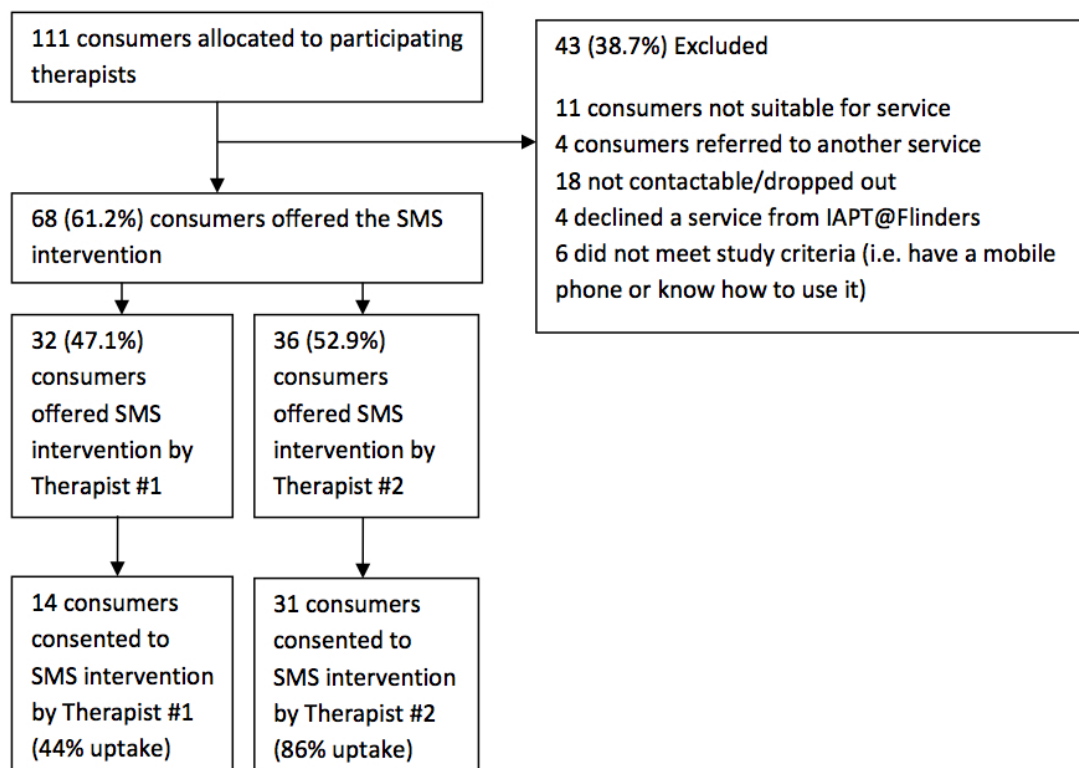 111 consumers allocated to participating
therapists
43 (38.7%) Excluded
11 consumers not suitable for service
4 consumers referred to another service
18 not contactable/dropped out
4 declined a service from IAPT@Flinders
6 did not meet study criteria (i.e. have a mobile
phone or know how to use it)
68 (61.2%) consumers offered the SMS
intervention
32 (47.1%)
consumers
offered SMS
intervention by
Therapist #1
36 (52.9%)
consumers
offered SMS
intervention by
Therapist #2
14 consumers
consented to
SMS intervention
by Therapist #1
(44% uptake)
31 consumers
consented to
SMS intervention
by Therapist #2
(86% uptake)